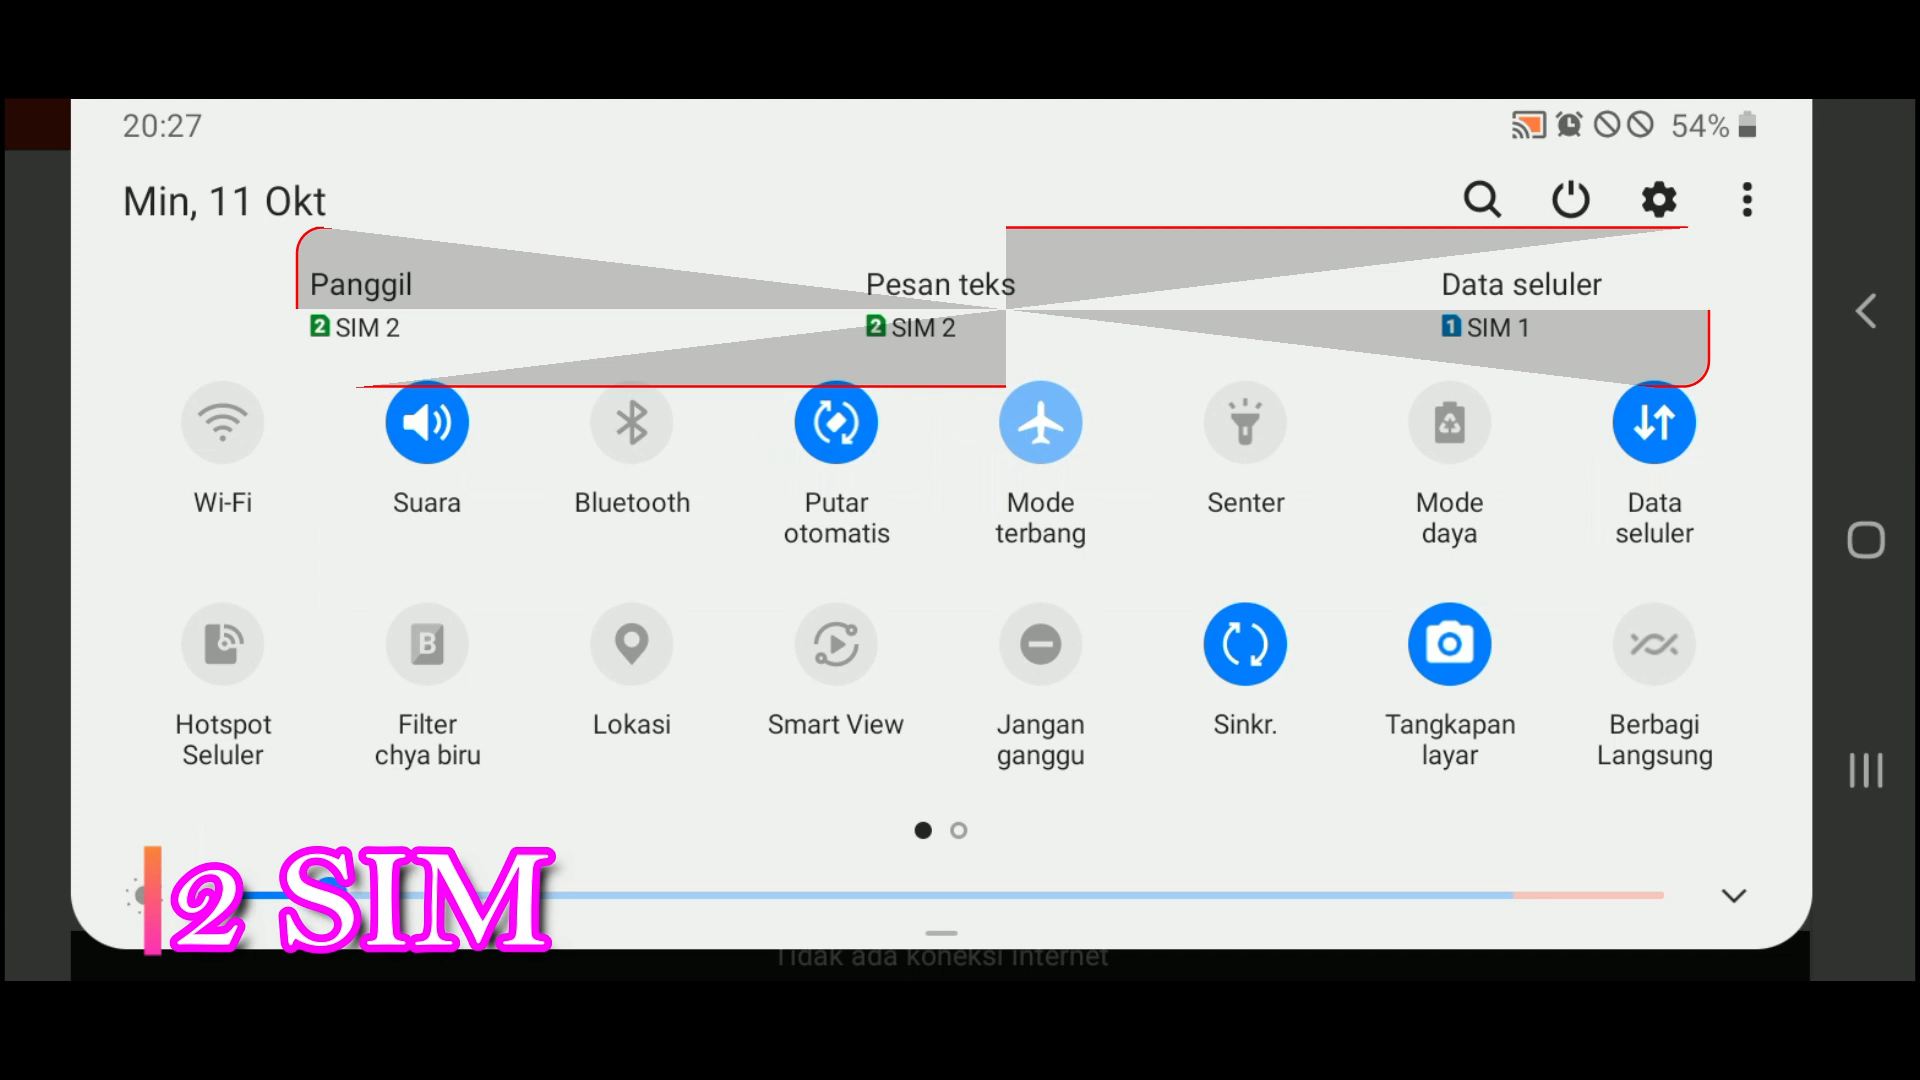 20:27
54%
Min, 11 Okt
Panggil
Pesan teks
Data seluler
2 SIM 2
2 SIM 2
1 SIM 1
Wi-Fi
Suara
Bluetooth
Putar
otomatis
Mode
terbang
Senter
Mode
daya
Data
seluler
Hotspot
Seluler
Filter
chya biru
Lokasi
Smart View
Jangan
ganggu
Sinkr.
Tangkapan
layar
Berbagi
Langsung
2 SIM
Tidak ada koneksi internet